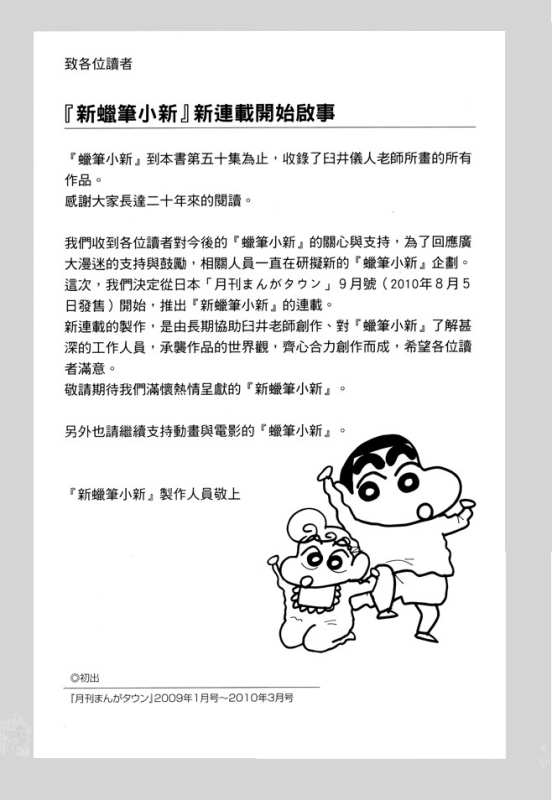 致各位讀者
『新蠟筆小新』新連載開始啟事
『蠟筆小新』到本書第五十集為止，收錄了臼井儀人老師所畫的所有
作品。
感謝大家長達二十年來的閱讀。
我們收到各位讀者對今後的『蠟筆小新』的關心與支持，為了回應廣
大漫迷的支持與鼓勵，相關人員一直在研擬新的『蠟筆小新』企劃。
這次，我們決定從日本「月刊まんがタウン」9月號（2010年8月5
日發售）開始，推出『新蠟筆小新』的連載。
新連載的製作，是由長期協助臼井老師創作、對『蠟筆小新』了解甚
深的工作人員，承襲作品的世界觀，齊心合力創作而成，希望各位讀
者滿意。
敬請期待我們滿懷熱情呈獻的『新蠟筆小新』。
另外也請繼續支持動畫與電影的『蠟筆小新』。
『新蠟筆小新』製作人員敬上
◎初出
『月刊まんがタウン』2009年1月号～2010年3月号